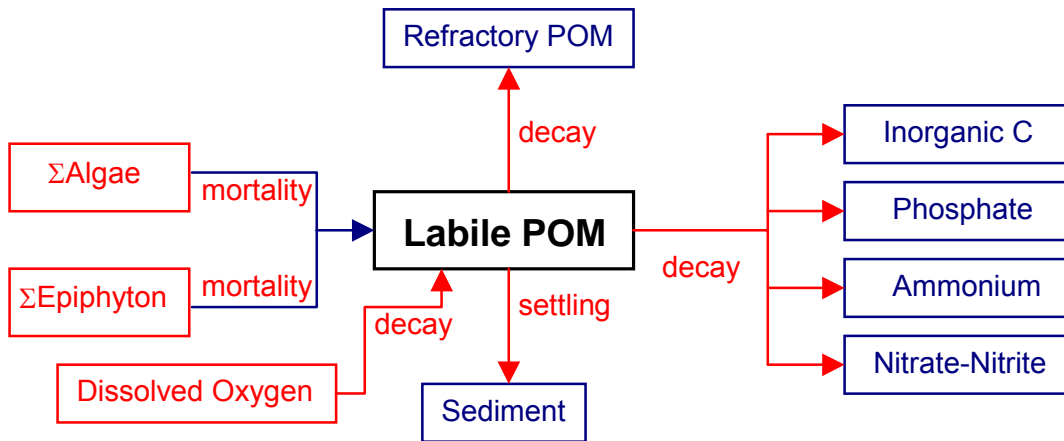 Refractory POM
decay
ΣAlgae
mortality
Inorganic C
Phosphate
Labile POM
decay
Ammonium
ΣEpiphyton
mortality
settling
decay
Nitrate-Nitrite
Dissolved Oxygen
Sediment